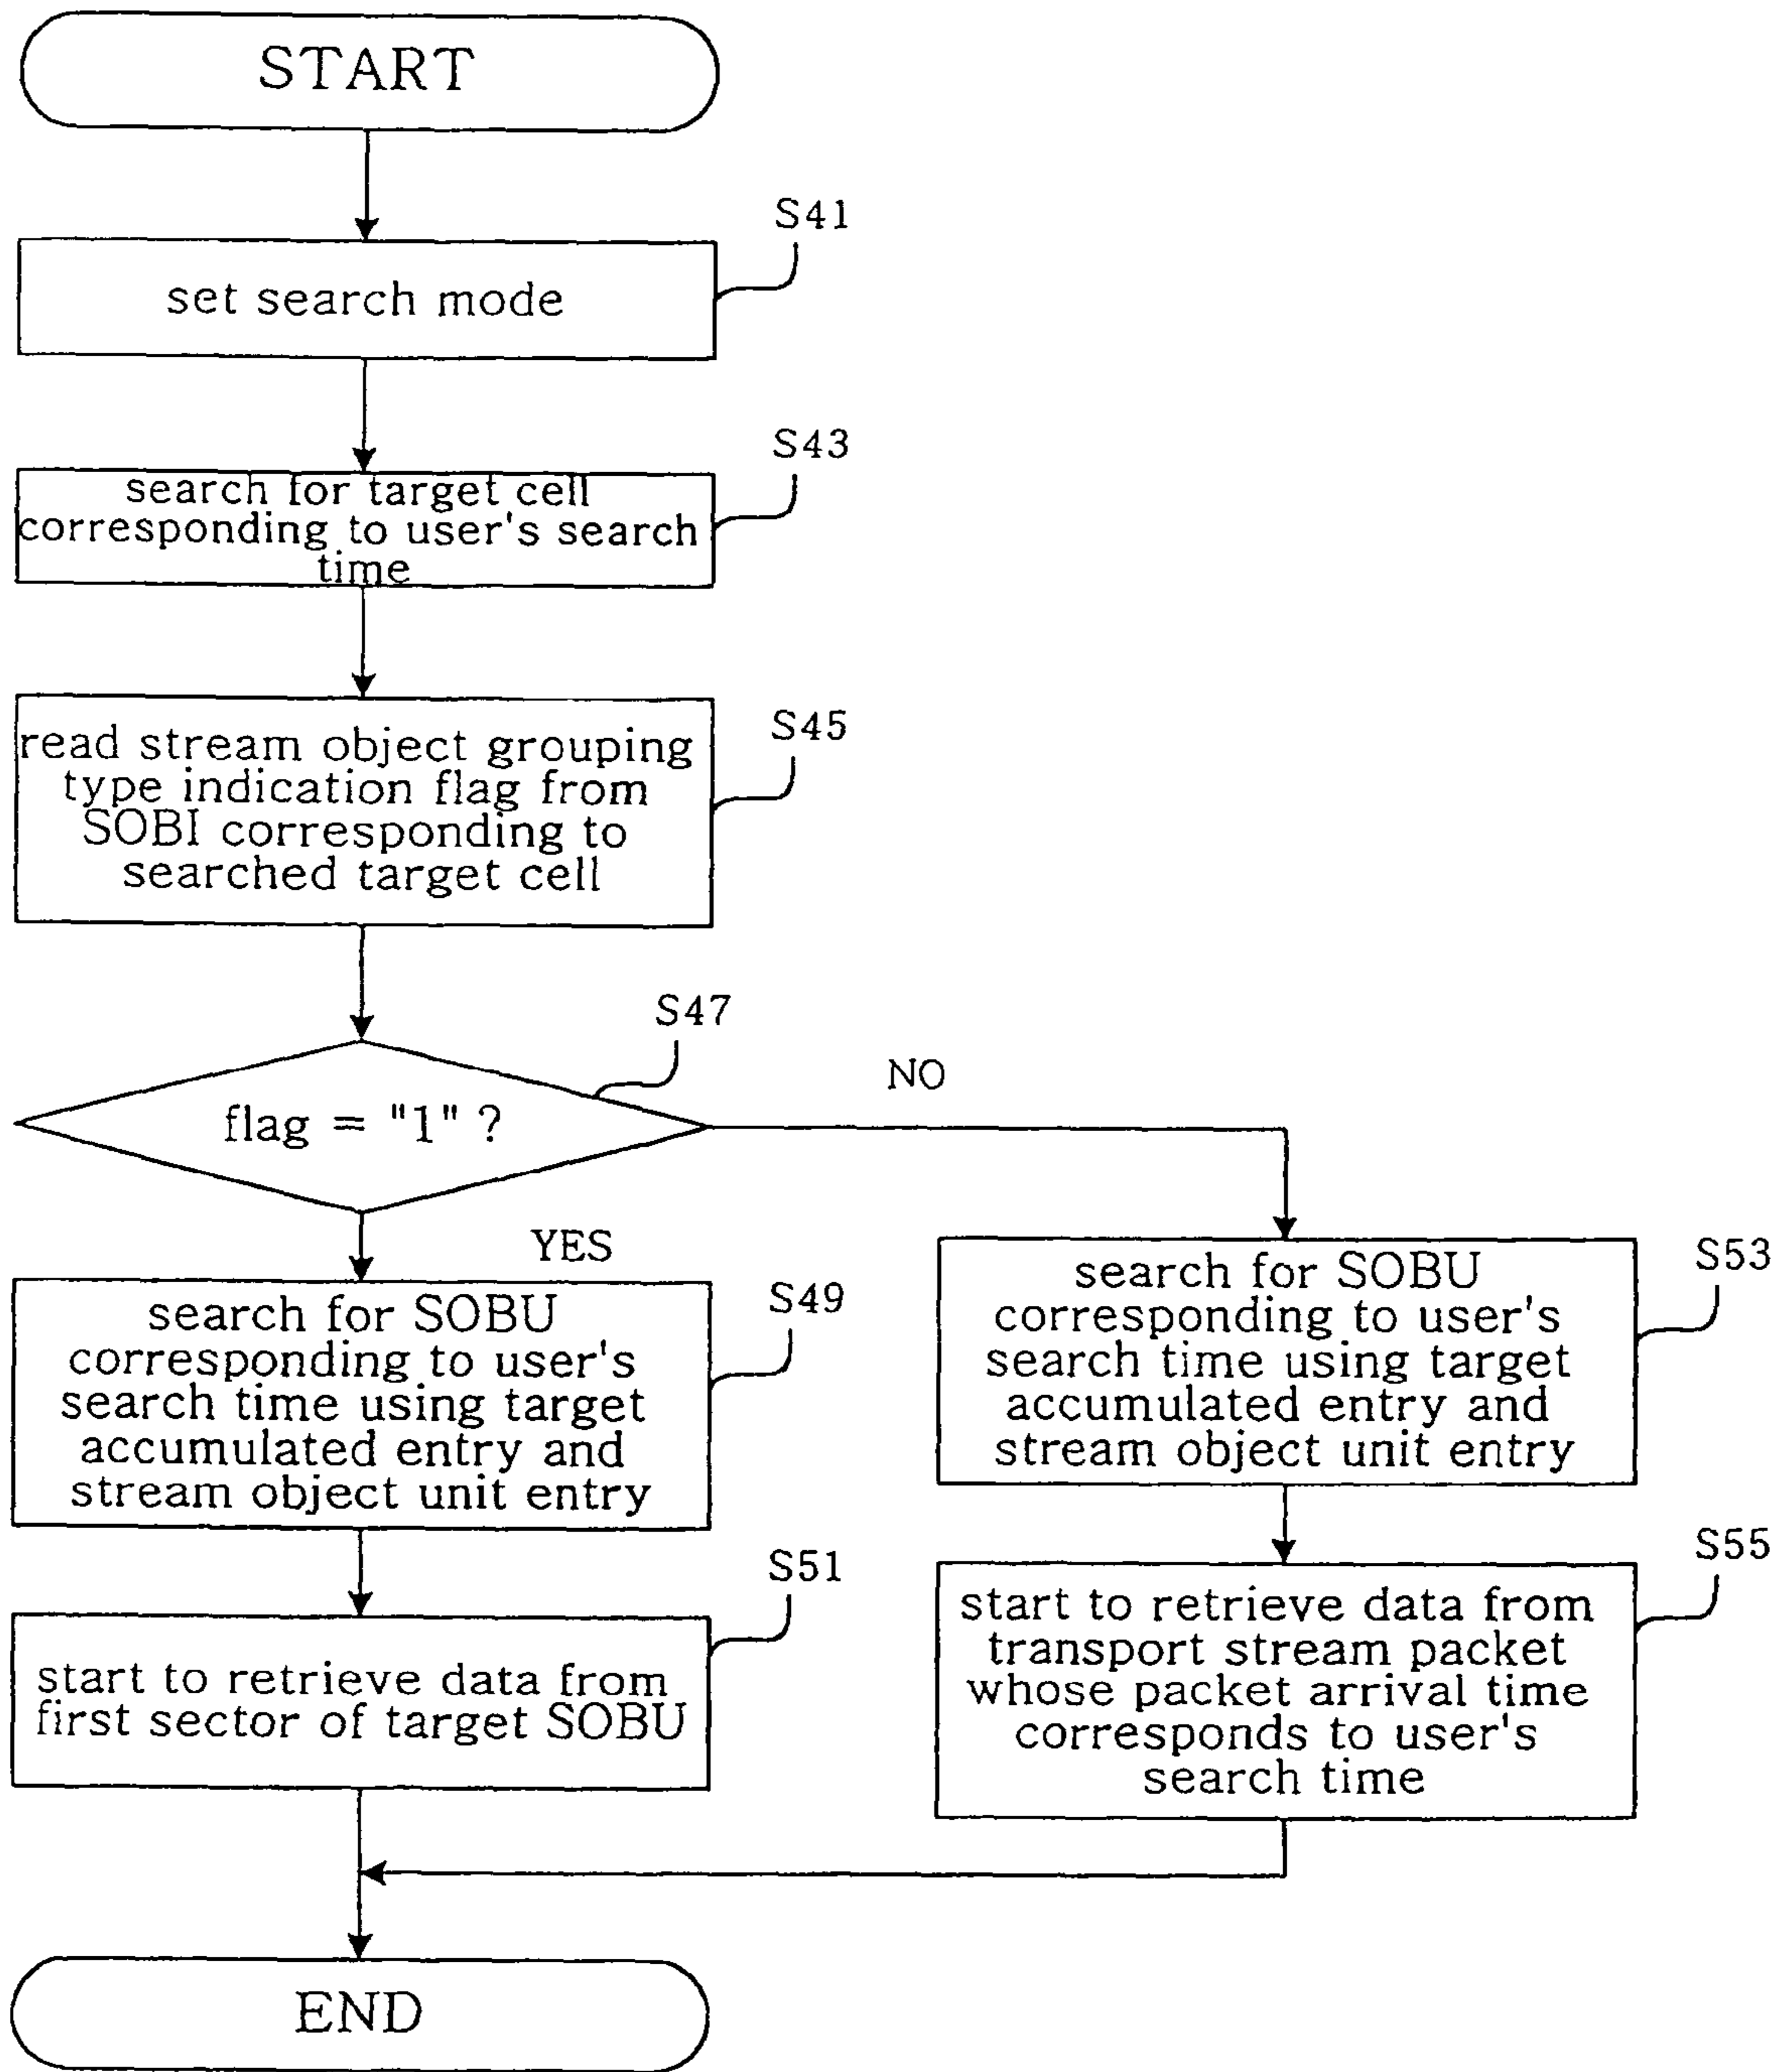 START
S41
set search mode
S43
search for target cell
corresponding to user's search
time
S45
read stream object grouping
type indication flag from
SOBI corresponding to
searched target cell
S47
flag = "1" ?
NO
YES
S49
search for SOBU
corresponding to user's
search time using target
accumulated entry and
stream object unit entry
S51
start to retrieve data from
first sector of target SOBU
S53
search for SOBU
corresponding to user's
search time using target
accumulated entry and
stream object unit entry
S55
start to retrieve data from
transport stream packet
whose packet arrival time
corresponds to user's
search time
END